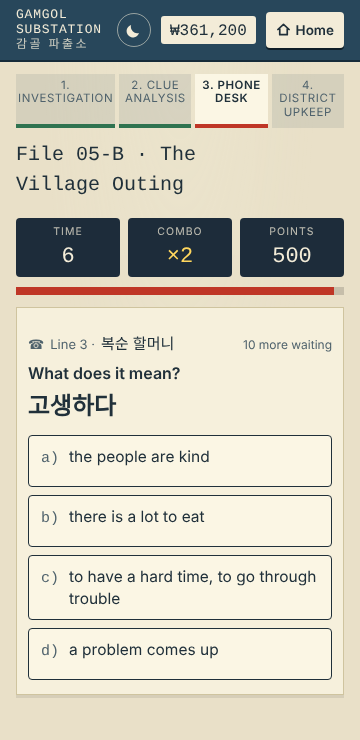 GAMGOL
SUBSTATION
감골 파출소
₩361,200
Home
1.
INVESTIGATION
2. CLUE
ANALYSIS
3. PHONE
DESK
4.
DISTRICT
UPKEEP
File 05-B · The
Village Outing
TIME
6
COMBO
×2
POINTS
500
☎ Line 3 · 복순 할머니
10 more waiting
What does it mean?
고생하다
a) the people are kind
b) there is a lot to eat
c) to have a hard time, to go through
trouble
d) a problem comes up